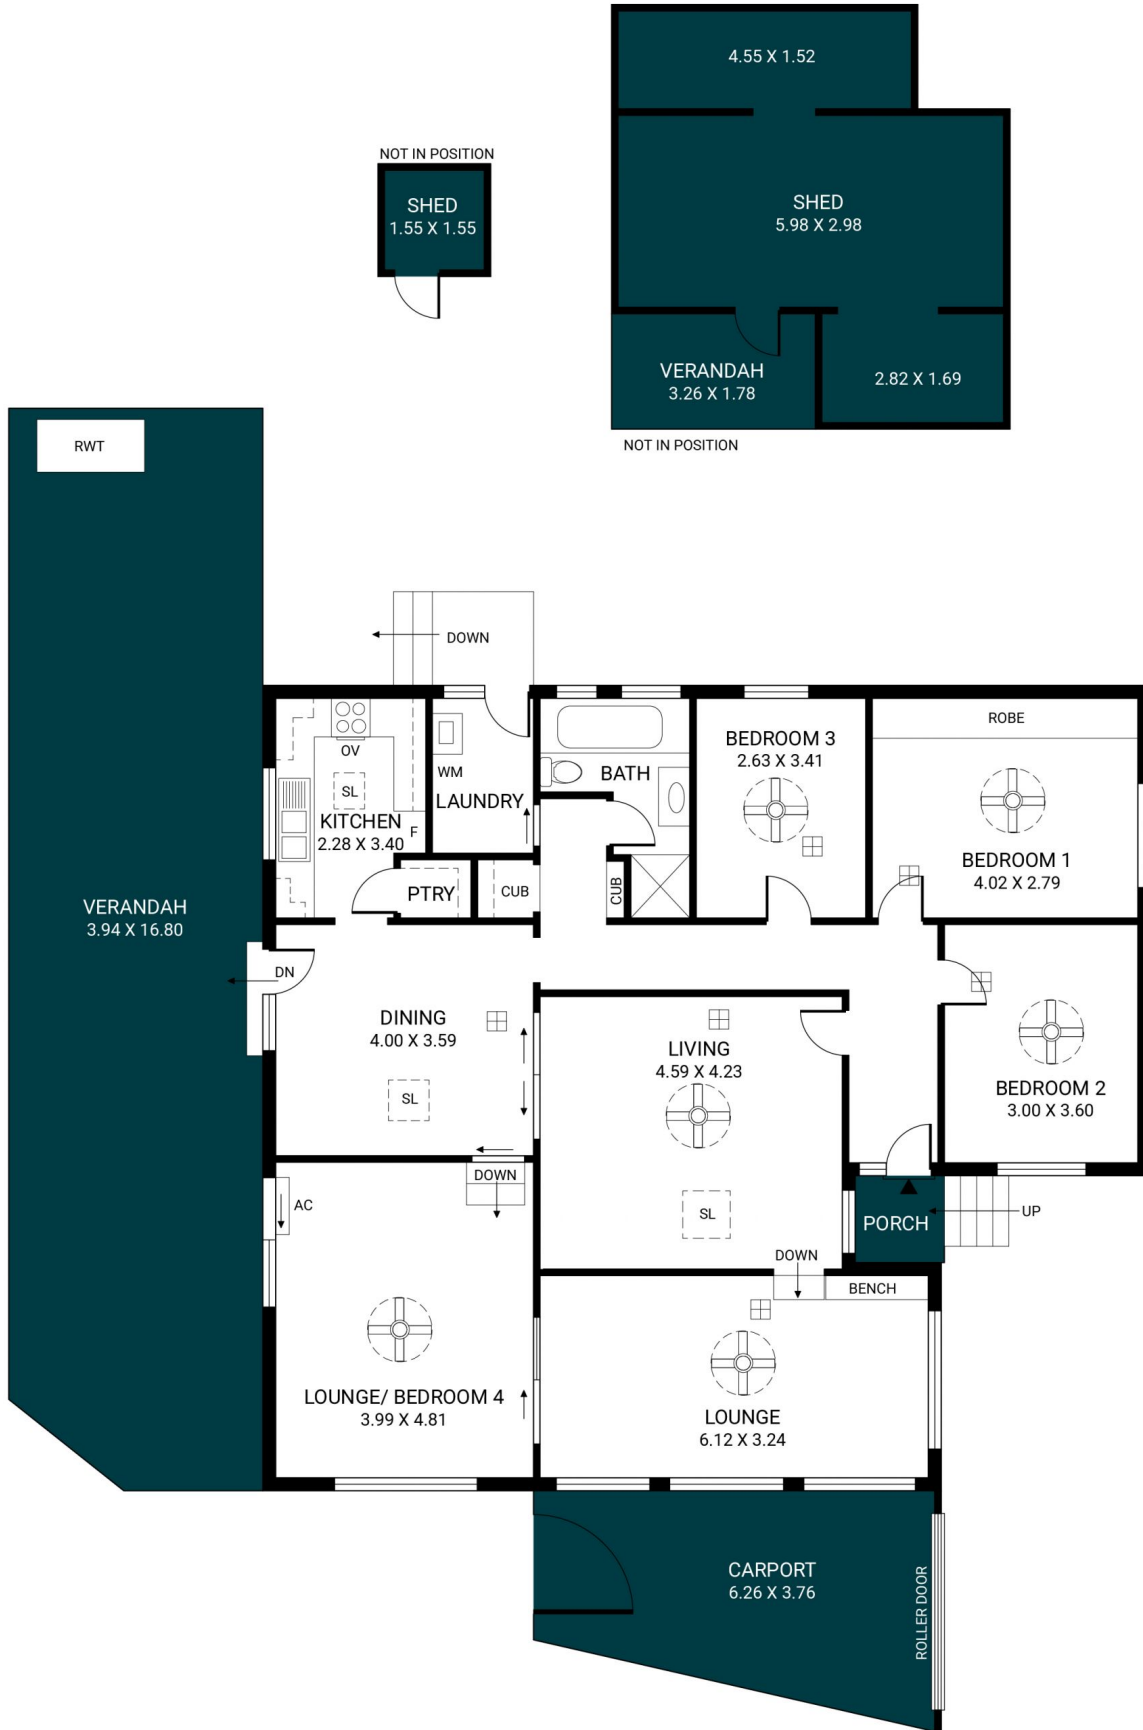 4.55 X 1.52
NOT IN POSITION
SHED
1.55 X 1.55
SHED
5.98 X 2.98
VERANDAH
3.26 X 1.78
2.82 X 1.69
NOT IN POSITION
RWT
DOWN
ROBE
OV
SL
WM
KITCHEN
2.28 X 3.40
F
LAUNDRY
BATH
BEDROOM 3
2.63 X 3.41
BEDROOM 1
4.02 X 2.79
PTRY
CUB
CUB
VERANDAH
3.94 X 16.80
DN
DINING
4.00 X 3.59
SL
LIVING
4.59 X 4.23
SL
BEDROOM 2
3.00 X 3.60
DOWN
AC
PORCH
UP
DOWN
BENCH
LOUNGE/ BEDROOM 4
3.99 X 4.81
LOUNGE
6.12 X 3.24
CARPORT
6.26 X 3.76
ROLLER DOOR